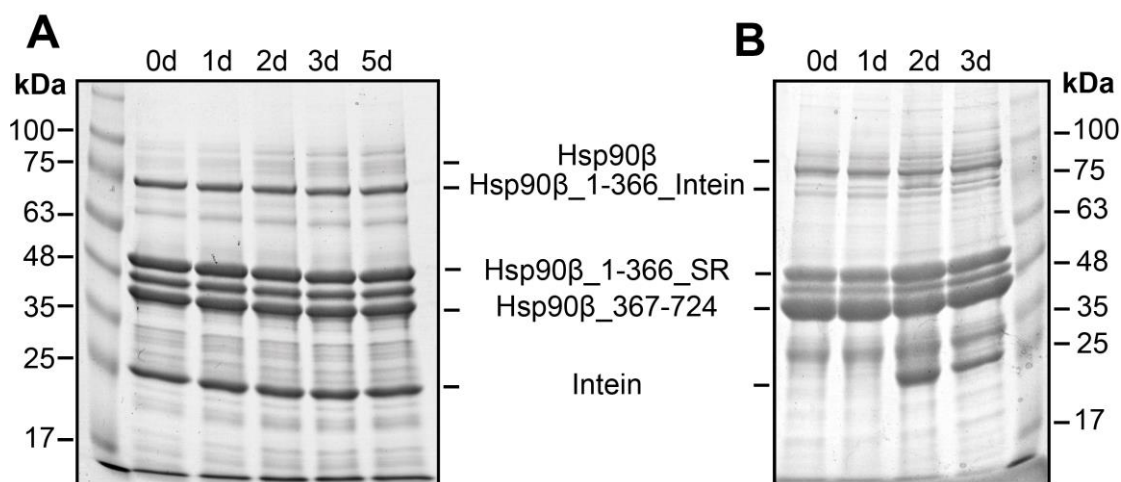 A
B
0d 1d 2d 3d 5d
0d 1d 2d 3d
kDa
kDa
100
75
63
48
35
25
17
Hsp90β
Hsp90β_1-366_Intein
Hsp90β_1-366_SR
Hsp90β_367-724
Intein
100
75
63
48
35
25
17